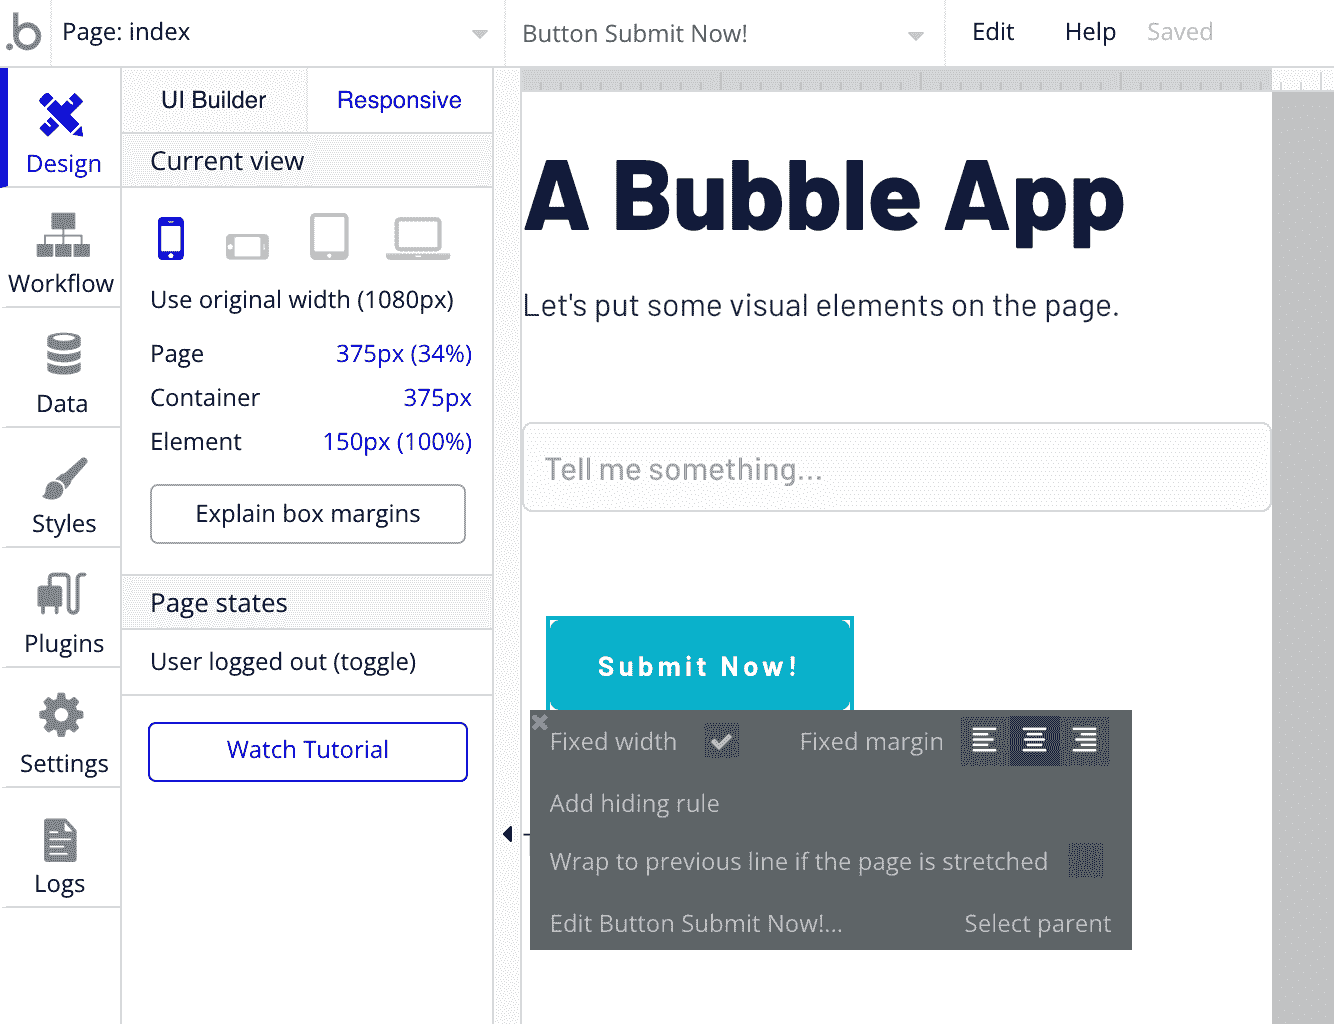 .b Page: index
Button Submit Now!
Edit Help Saved
Design
Workflow
Data
Styles
Plugins
Settings
Logs
UI Builder Responsive
Current view
Use original width (1080px)
Page 375px (34%)
Container 375px
Element 150px (100%)
Explain box margins
Page states
User logged out (toggle)
Watch Tutorial
A Bubble App
Let's put some visual elements on the page.
Tell me something...
Submit Now!
Fixed width Fixed margin
Add hiding rule
Wrap to previous line if the page is stretched
Edit Button Submit Now!... Select parent